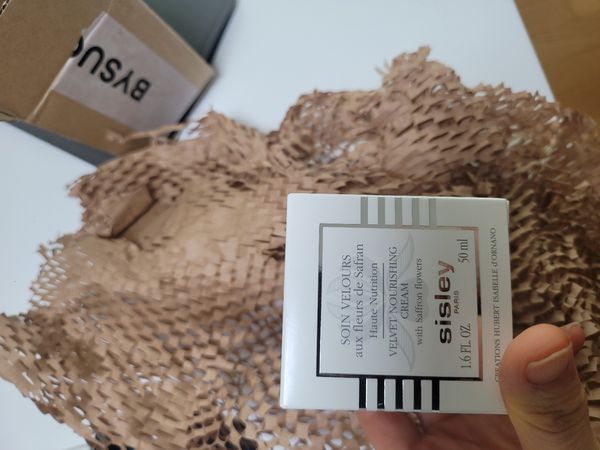 BYSU
SOIN VELOURS
aux fleurs de Safran
Haute Nutrition
VELVET NOURISHING
CREAM
with Saffron flowers
sisley
PARIS
1.6 FL. OZ. 50 ml
CREATIONS HUBERT ISABELLE d'ORNANO